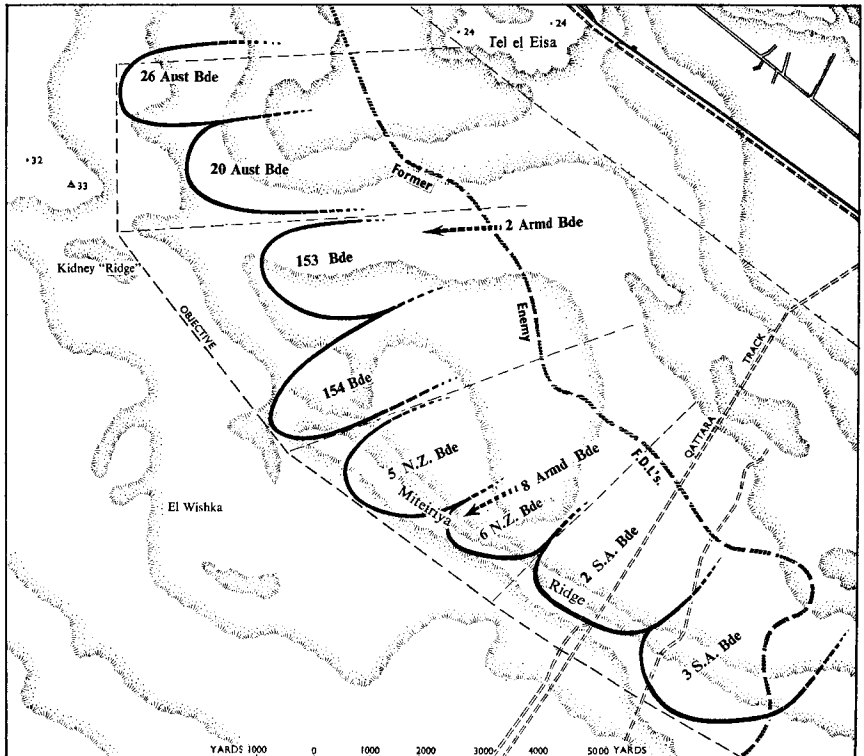 24
24
Tel el Eisa
26 Aust Bde
32
33
20 Aust Bde
Former
2 Armd Bde
153 Bde
Kidney "Ridge"
OBJECTIVE
Enemy
TRACK
154 Bde
QATTARA
F.D.L's.
5 N.Z. Bde
8 Armd Bde
Miteiriya
6 N.Z. Bde
El Wishka
2 S.A. Bde
Ridge
3 S.A. Bde
YARDS 1000 0 1000 2000 3000 4000 5000 YARDS